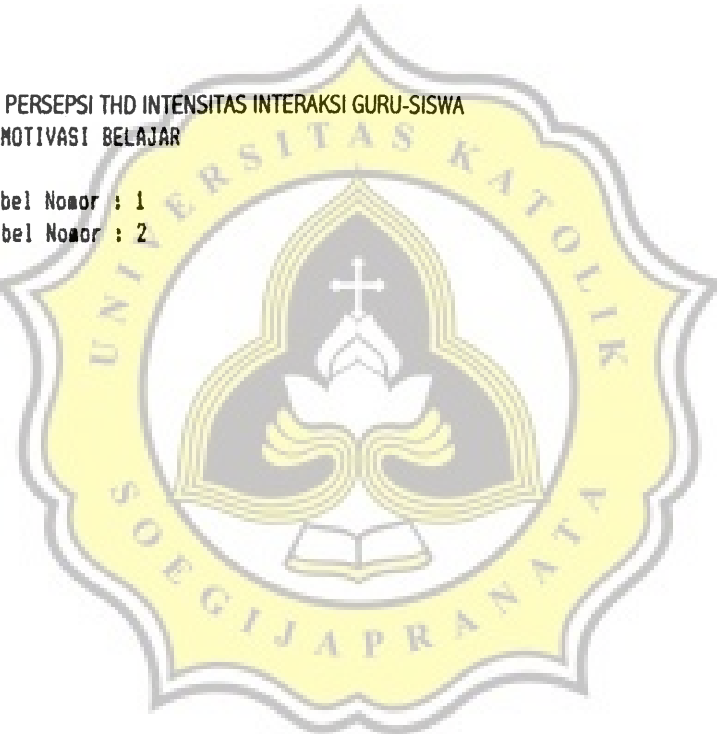 PERSEPSI THD INTENSITAS INTERAKSI GURU-SISWA
MOTIVASI BELAJAR
bel Nomor : 1
bel Nomor : 2
UNIVERSITAS KATOLIK
SOEGIJAPRANATA